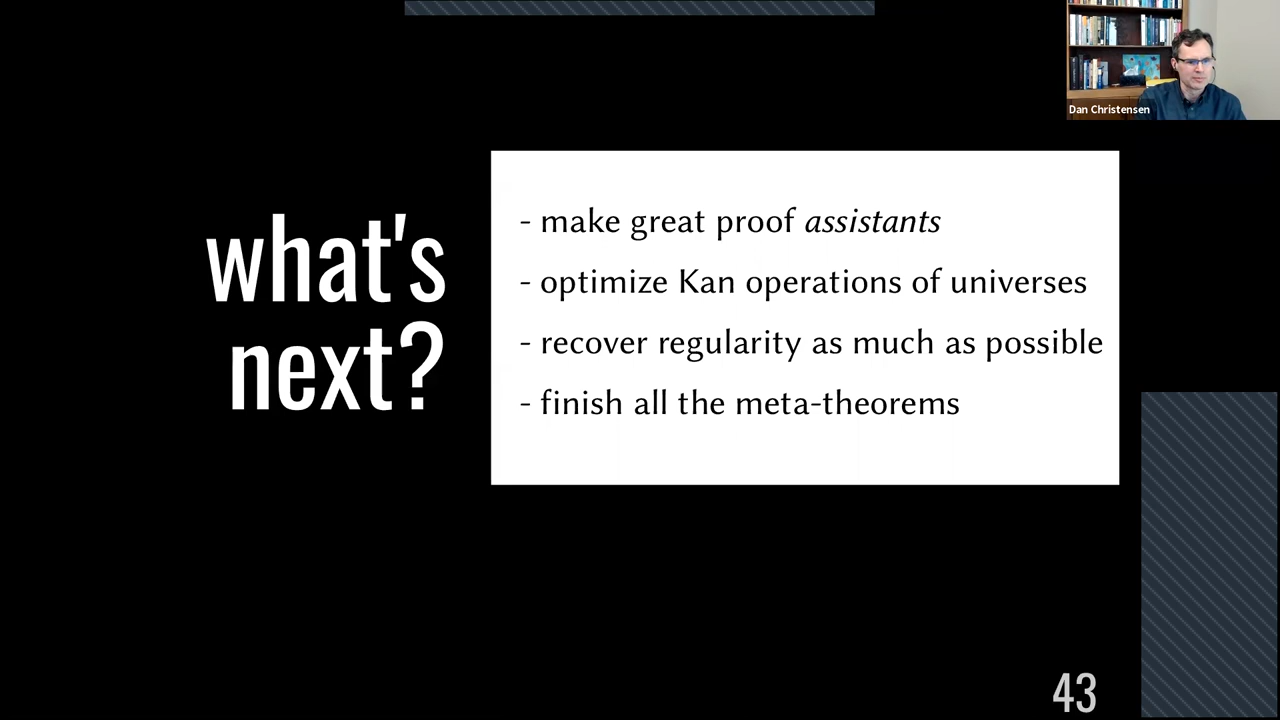 Dan Christensen
what's
next?
- make great proof assistants
- optimize Kan operations of universes
- recover regularity as much as possible
- finish all the meta-theorems
43